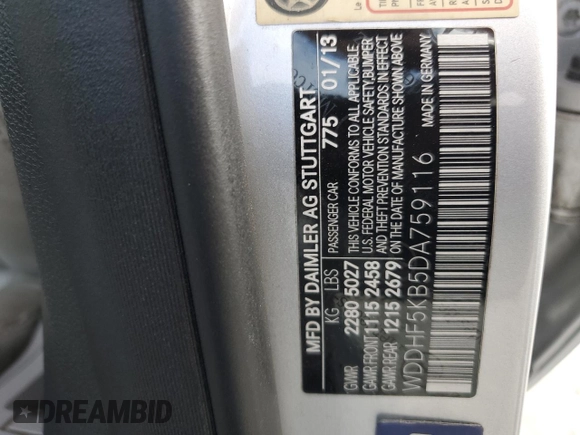 MFD BY DAIMLER AG STUTTGART
775 01/13
KG LBS PASSENGER CAR
GVWR 2280 5027
GAWR FRONT 1115 2458
GAWR REAR 1215 2679
THIS VEHICLE CONFORMS TO ALL APPLICABLE
U.S. FEDERAL MOTOR VEHICLE SAFETY, BUMPER
AND THEFT PREVENTION STANDARDS IN EFFECT
ON THE DATE OF MANUFACTURE SHOWN ABOVE
WDDHF5KB5DA759116
MADE IN GERMANY
DREAMBID